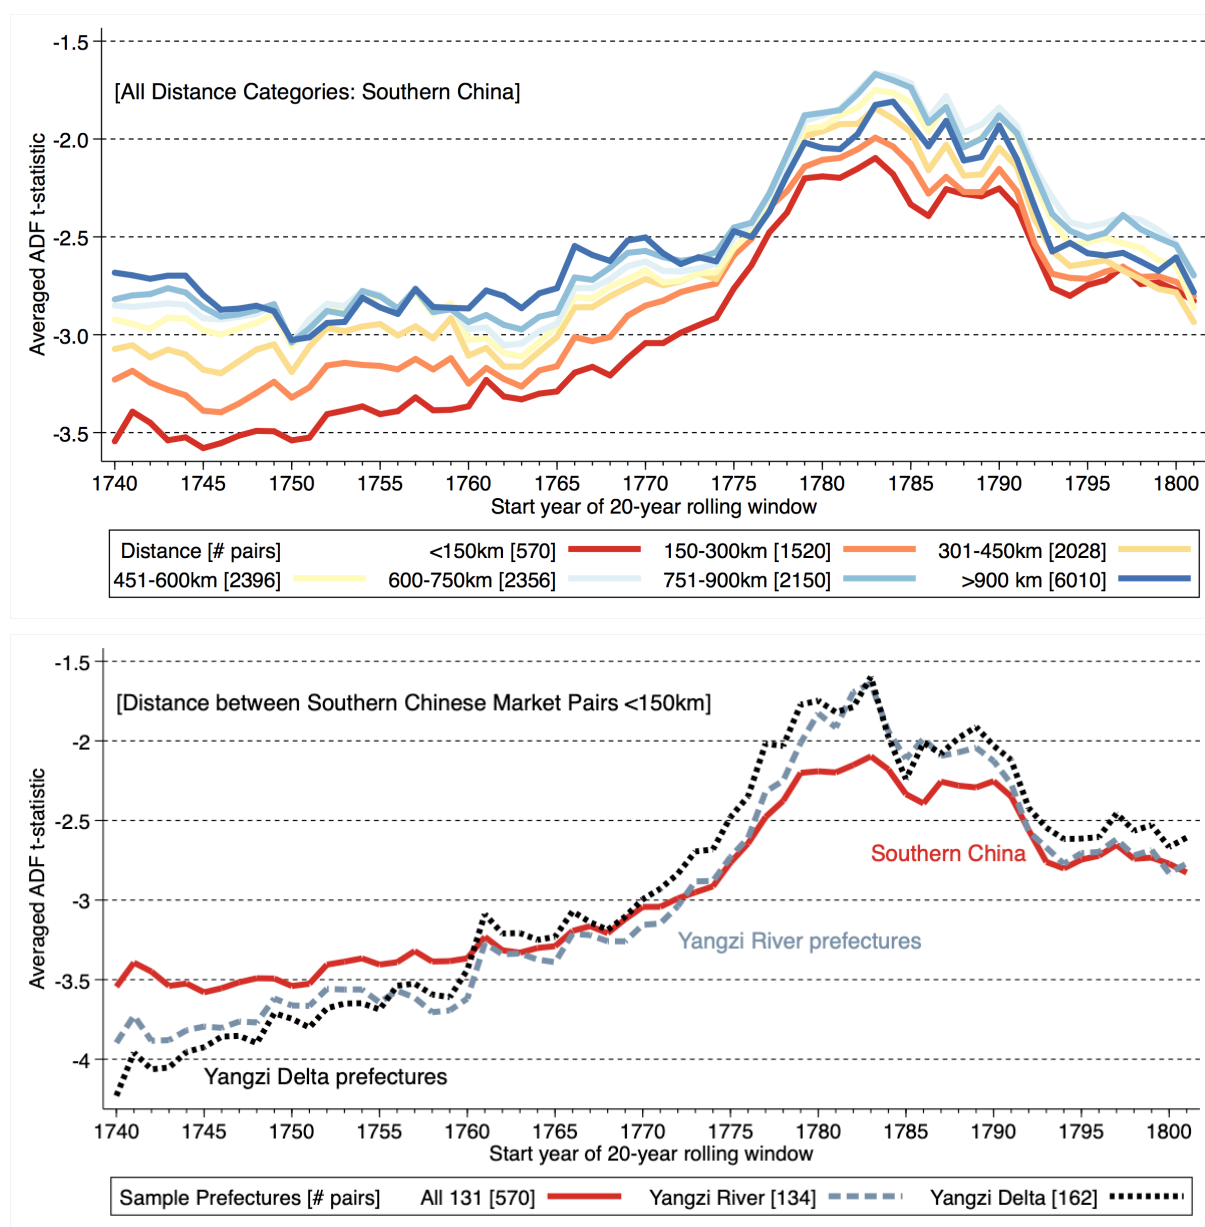 -1.5
[All Distance Categories: Southern China]
-2.0
-2.5
-3.0
-3.5
Averaged ADF t-statistic
1740 1745 1750 1755 1760 1765 1770 1775 1780 1785 1790 1795 1800
Start year of 20-year rolling window
Distance [# pairs] <150km [570] 150-300km [1520] 301-450km [2028]
451-600km [2396] 600-750km [2356] 751-900km [2150] >900 km [6010]
-1.5
[Distance between Southern Chinese Market Pairs <150km]
-2
-2.5
Southern China
-3
Yangzi River prefectures
-3.5
-4
Yangzi Delta prefectures
Averaged ADF t-statistic
1740 1745 1750 1755 1760 1765 1770 1775 1780 1785 1790 1795 1800
Start year of 20-year rolling window
Sample Prefectures [# pairs] All 131 [570] Yangzi River [134] Yangzi Delta [162]